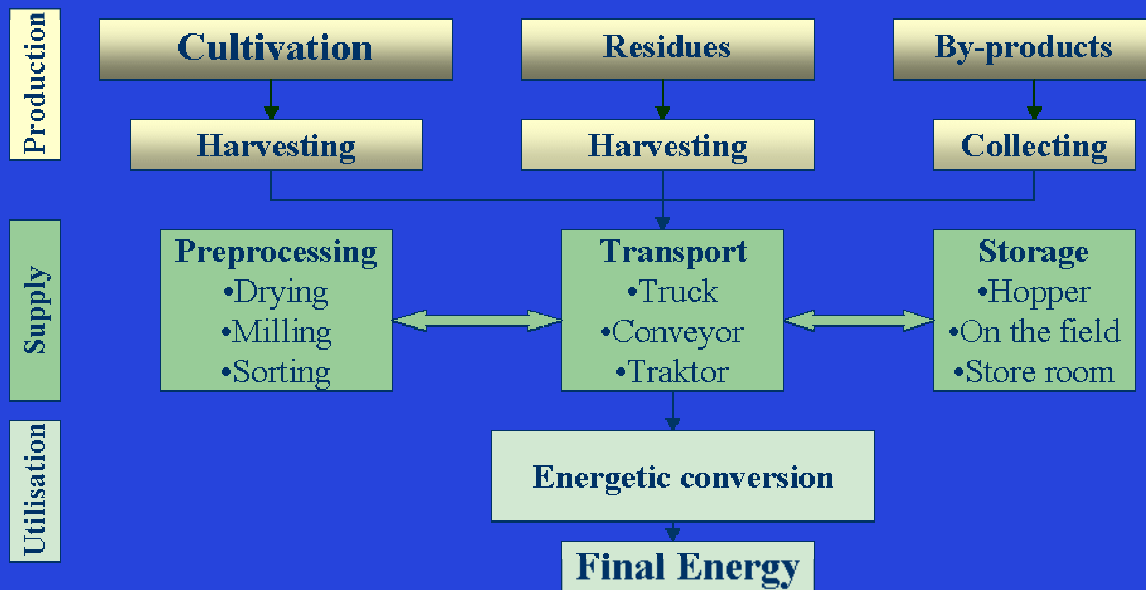 Production
Cultivation
Residues
By-products
Harvesting
Harvesting
Collecting
Supply
Preprocessing
•Drying
•Milling
•Sorting
Transport
•Truck
•Conveyor
•Traktor
Storage
•Hopper
•On the field
•Store room
Utilisation
Energetic conversion
Final Energy